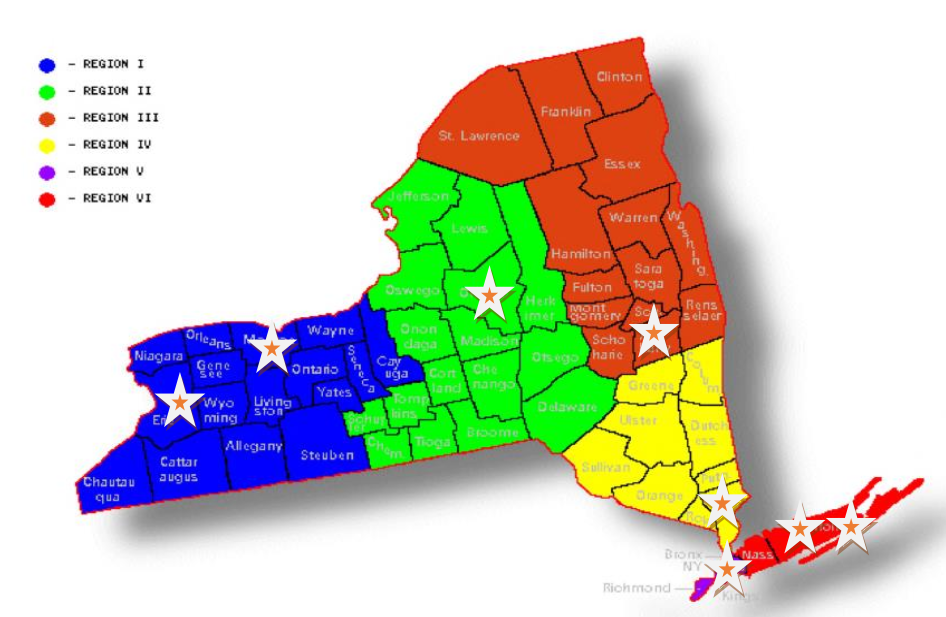 - REGION I
- REGION II
- REGION III
- REGION IV
- REGION V
- REGION VI
Clinton
Franklin
St. Lawrence
Essex
Jefferson
Lewis
Warren
Washing.
Hamilton
Sara
toga
Oswego
Herk
imer
Fulton
Mont
gomery
Rens
selaer
Scho
harie
Onon
daga
Madison
Otsego
Wayne
Orleans
Niagara
Gene
see
Ontario
Seneca
Cay
uga
Yates
Wyo
ming
Living
ston
Cort
land
Che
nango
Tomp
kins
Schuy
ler
Chem.
Tioga
Broome
Delaware
Greene
Colum.
Ulster
Dutch
ess
Allegany
Steuben
Cattar
augus
Chautau
qua
Sullivan
Orange
Putn
Bronx
NY
Nass
Richmond
Kings